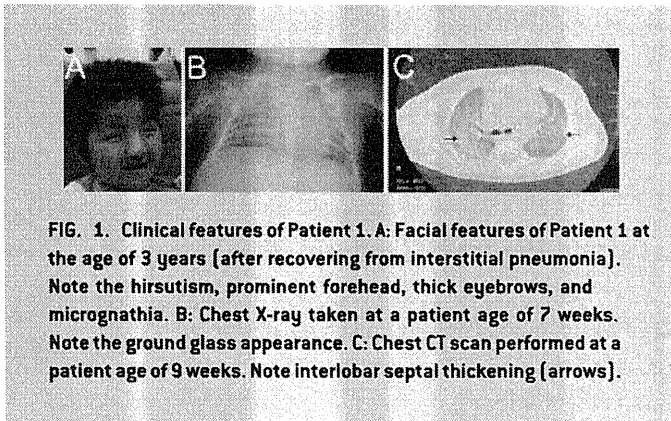 A
B
C
FIG. 1. Clinical features of Patient 1. A: Facial features of Patient 1 at
the age of 3 years (after recovering from interstitial pneumonia).
Note the hirsutism, prominent forehead, thick eyebrows, and
micrognathia. B: Chest X-ray taken at a patient age of 7 weeks.
Note the ground glass appearance. C: Chest CT scan performed at a
patient age of 9 weeks. Note interlobar septal thickening (arrows).